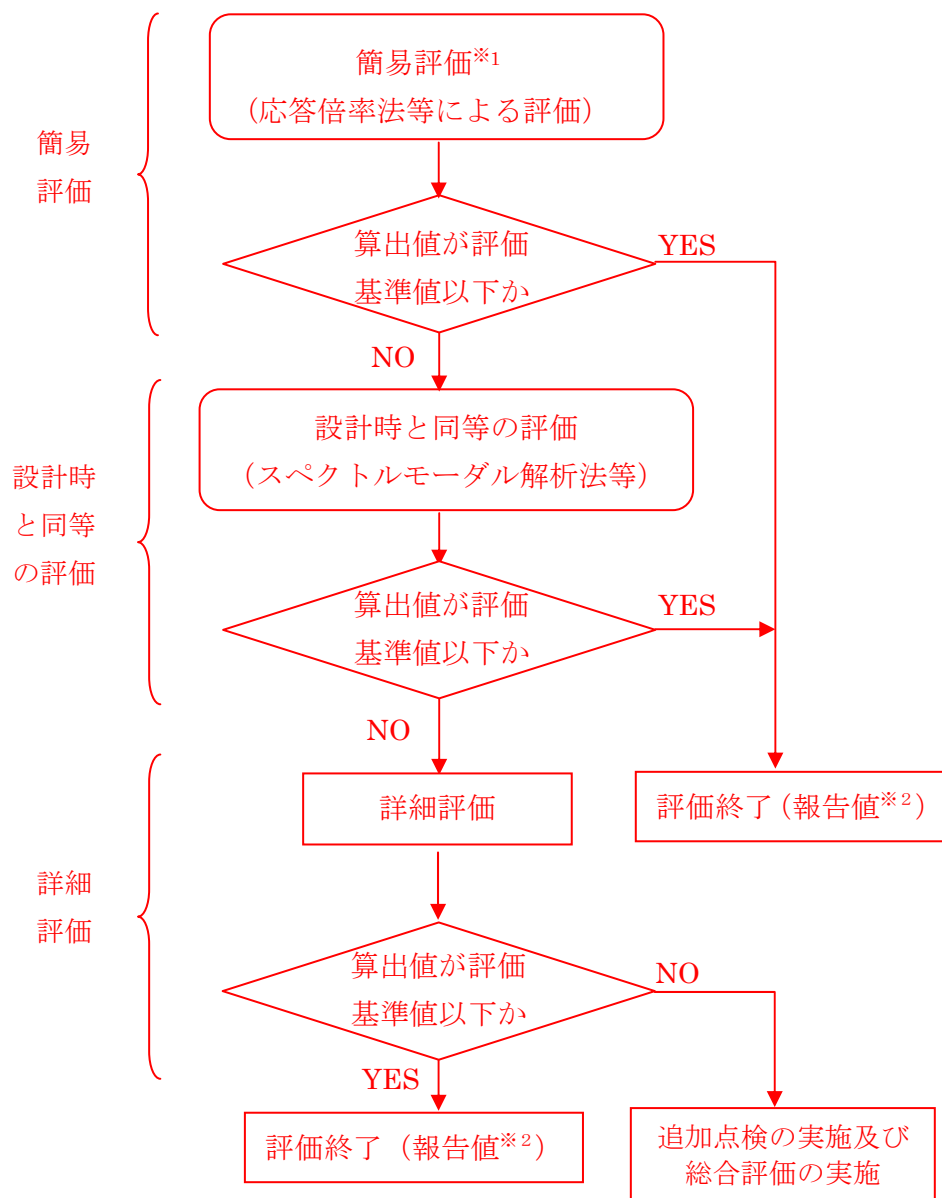 簡易評価※1
（応答倍率法等による評価）
簡易
評価
算出値が評価
基準値以下か
YES
NO
設計時と同等の評価
（スペクトルモーダル解析法等）
設計時
と同等
の評価
算出値が評価
基準値以下か
YES
NO
詳細評価
評価終了（報告値※2）
詳細
評価
算出値が評価
基準値以下か
NO
YES
評価終了（報告値※2）
追加点検の実施及び
総合評価の実施